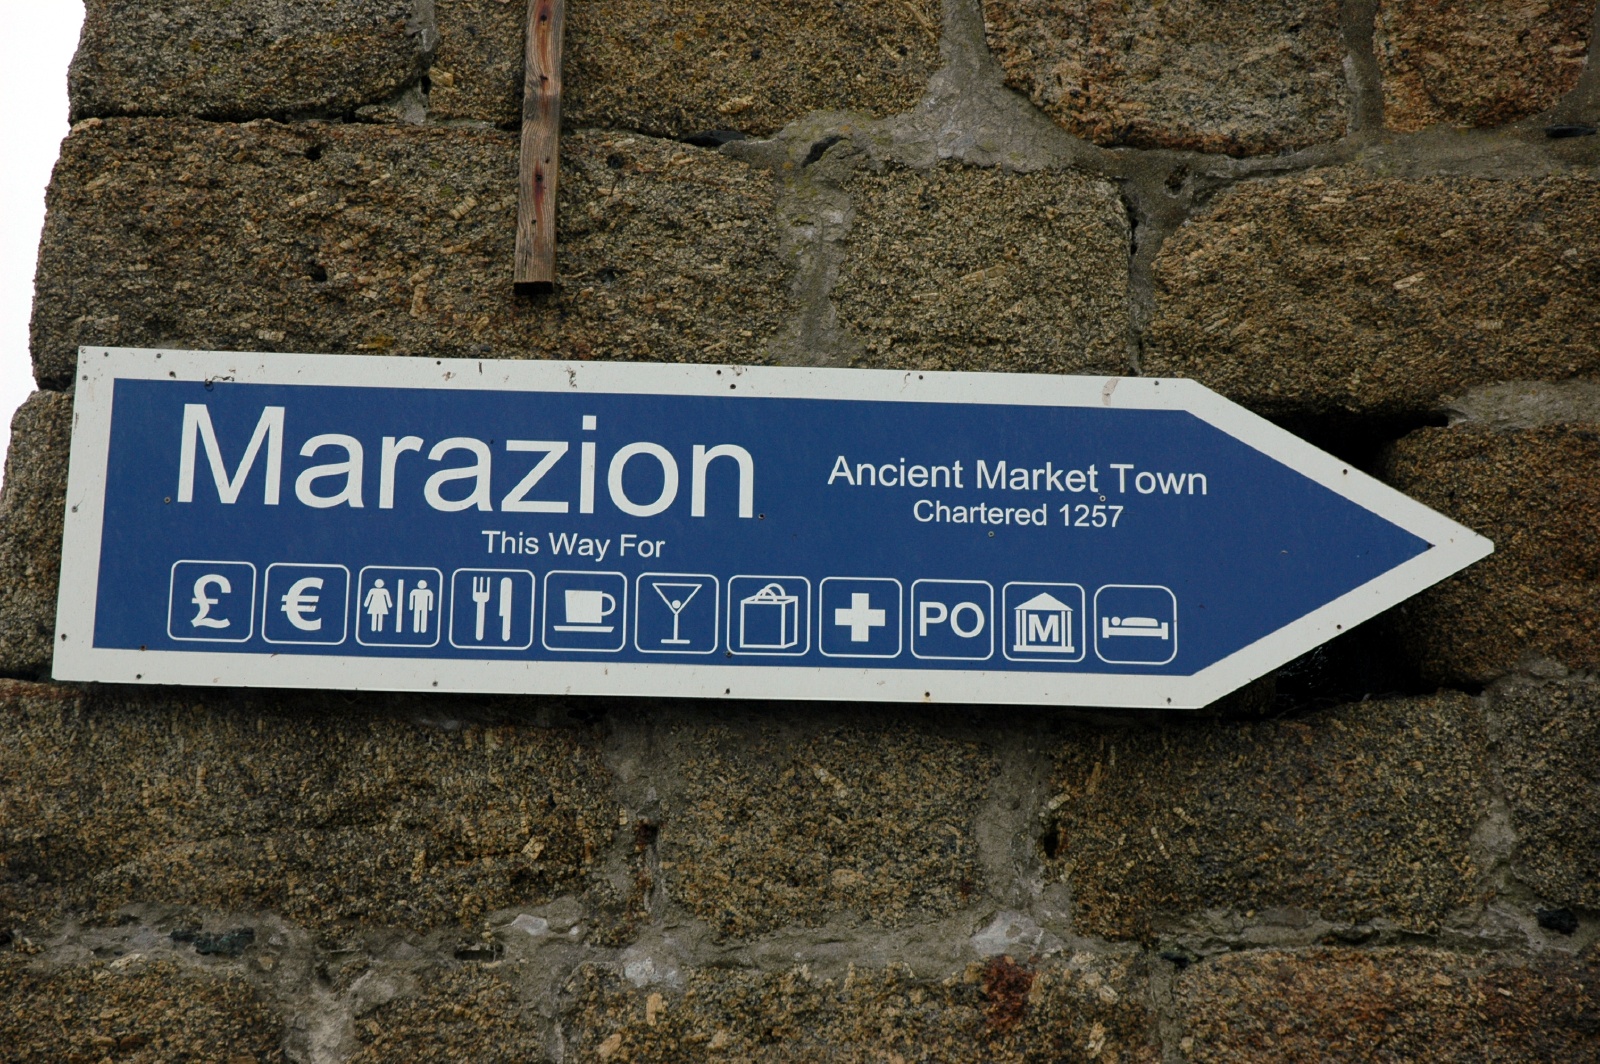 Marazion
Ancient Market Town
Chartered 1257
This Way For
£ € PO M